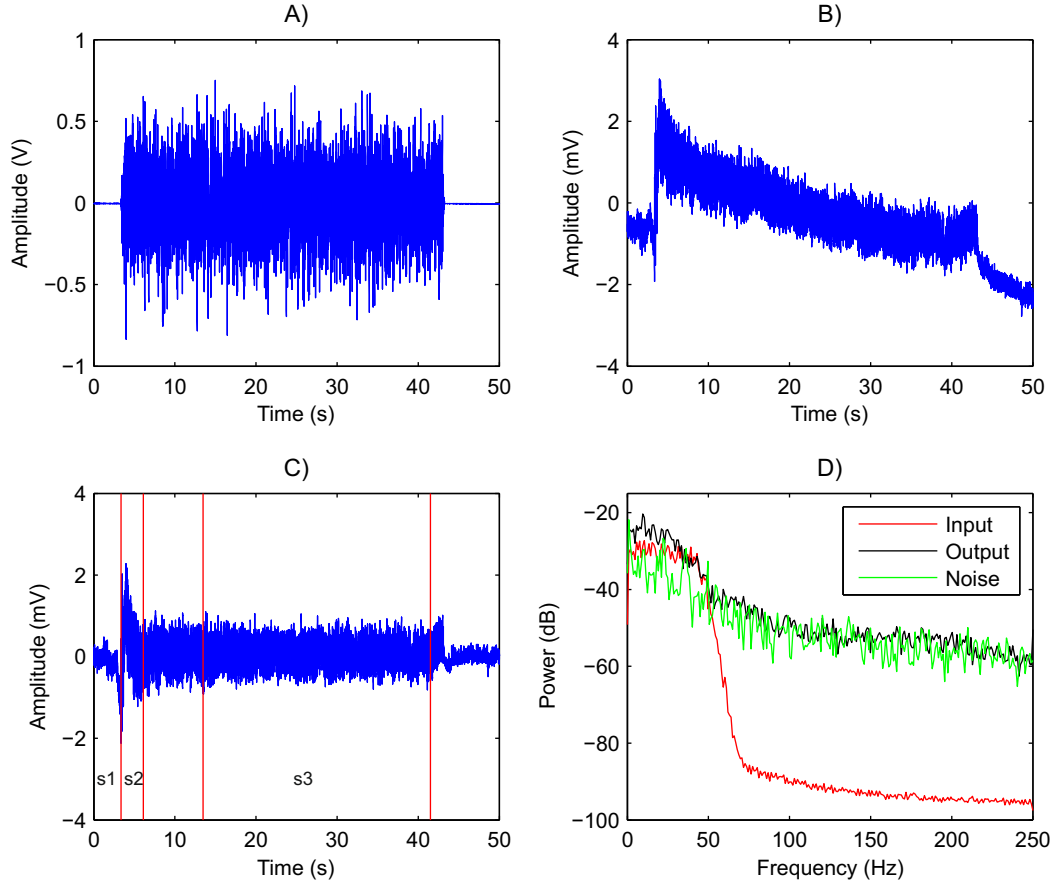 A)
1
0.5
0
−0.5
−1
Amplitude (V)
0 10 20 30 40 50
Time (s)
B)
4
2
0
−2
−4
Amplitude (mV)
0 10 20 30 40 50
Time (s)
C)
4
2
0
−2
−4
Amplitude (mV)
s1 s2 s3
0 10 20 30 40 50
Time (s)
D)
−20
−40
−60
−80
−100
Power (dB)
Input
Output
Noise
0 50 100 150 200 250
Frequency (Hz)